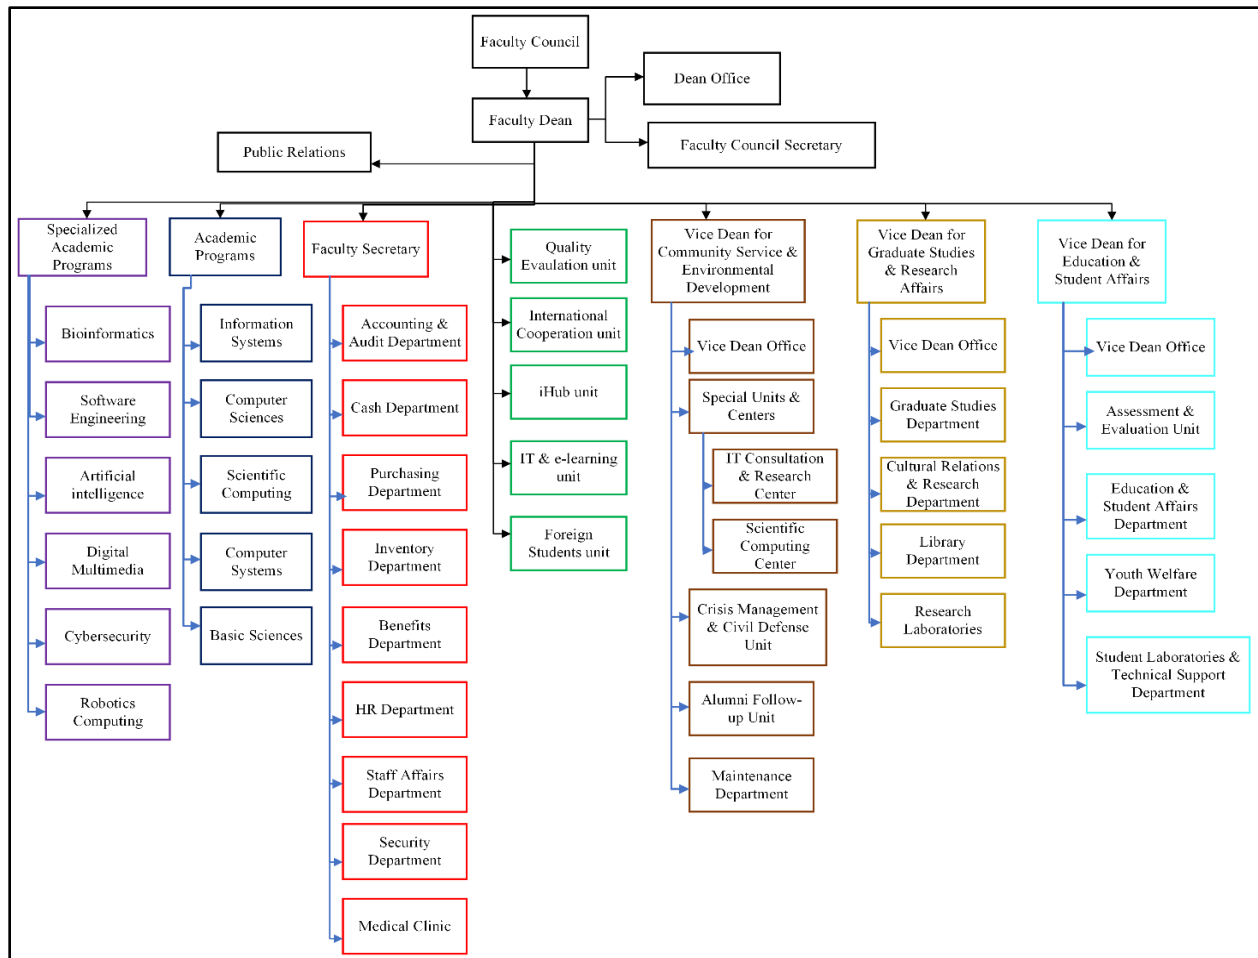 Faculty Council
Dean Office
Faculty Dean
Faculty Council Secretary
Public Relations
Specialized
Academic
Programs
Bioinformatics
Software
Engineering
Artificial
intelligence
Digital
Multimedia
Cybersecurity
Robotics
Computing
Academic
Programs
Information
Systems
Computer
Sciences
Scientific
Computing
Computer
Systems
Basic Sciences
Faculty Secretary
Accounting &
Audit Department
Cash Department
Purchasing
Department
Inventory
Department
Benefits
Department
HR Department
Staff Affairs
Department
Security
Department
Medical Clinic
Quality
Evaulation unit
International
Cooperation unit
iHub unit
IT & e-learning
unit
Foreign
Students unit
Vice Dean for
Community Service &
Environmental
Development
Vice Dean Office
Special Units &
Centers
IT Consultation
& Research
Center
Scientific
Computing
Center
Crisis Management
& Civil Defense
Unit
Alumni Follow-
up Unit
Maintenance
Department
Vice Dean for
Graduate Studies
& Research
Affairs
Vice Dean Office
Graduate Studies
Department
Cultural Relations
& Research
Department
Library
Department
Research
Laboratories
Vice Dean for
Education &
Student Affairs
Vice Dean Office
Assessment &
Evaluation Unit
Education &
Student Affairs
Department
Youth Welfare
Department
Student Laboratories &
Technical Support
Department